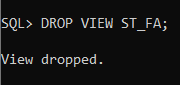 SQL> DROP VIEW ST_FA;
View dropped.